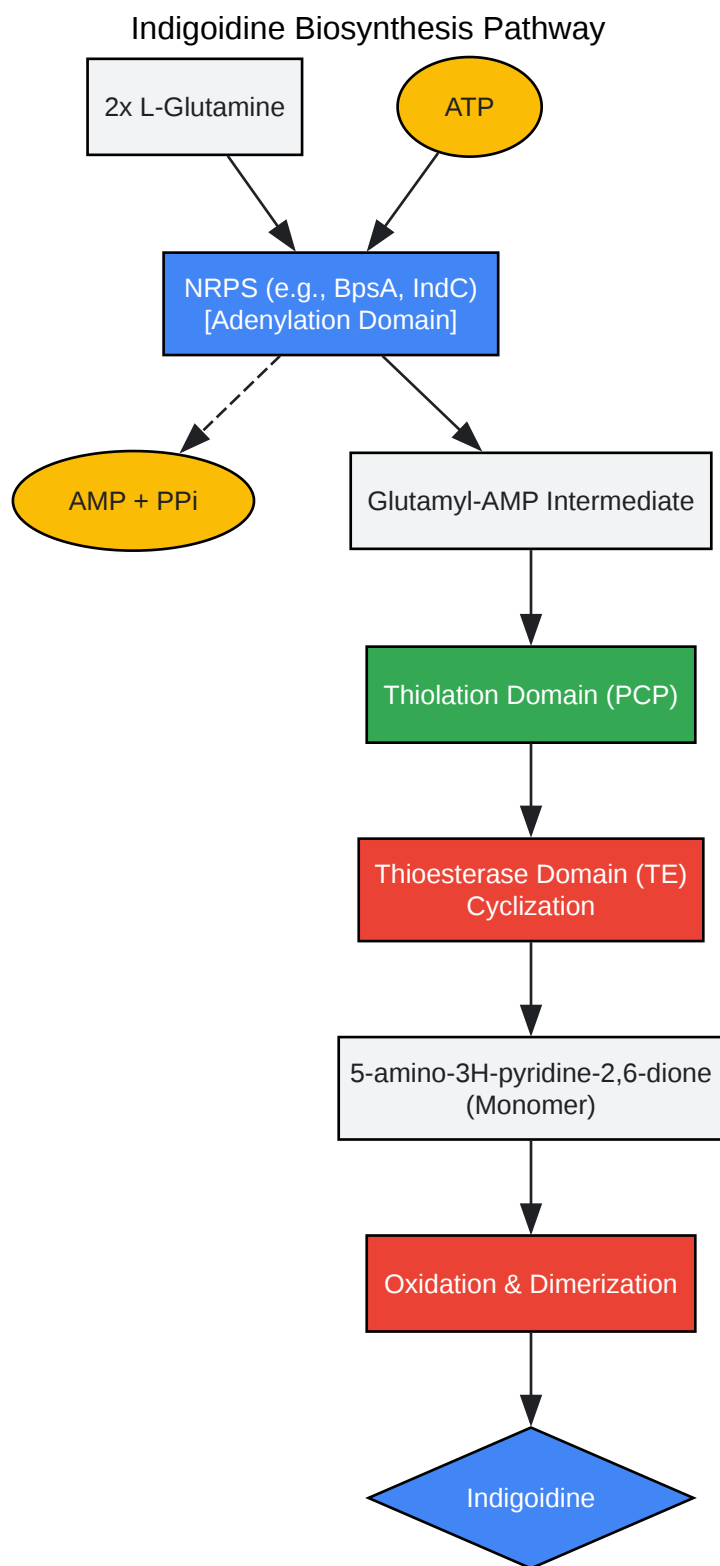 Indigoidine Biosynthesis Pathway
2x L-Glutamine
ATP
NRPS (e.g., BpsA, IndC)
[Adenylation Domain]
AMP + PPi
Glutamyl-AMP Intermediate
Thiolation Domain (PCP)
Thioesterase Domain (TE)
Cyclization
5-amino-3H-pyridine-2,6-dione
(Monomer)
Oxidation & Dimerization
Indigoidine